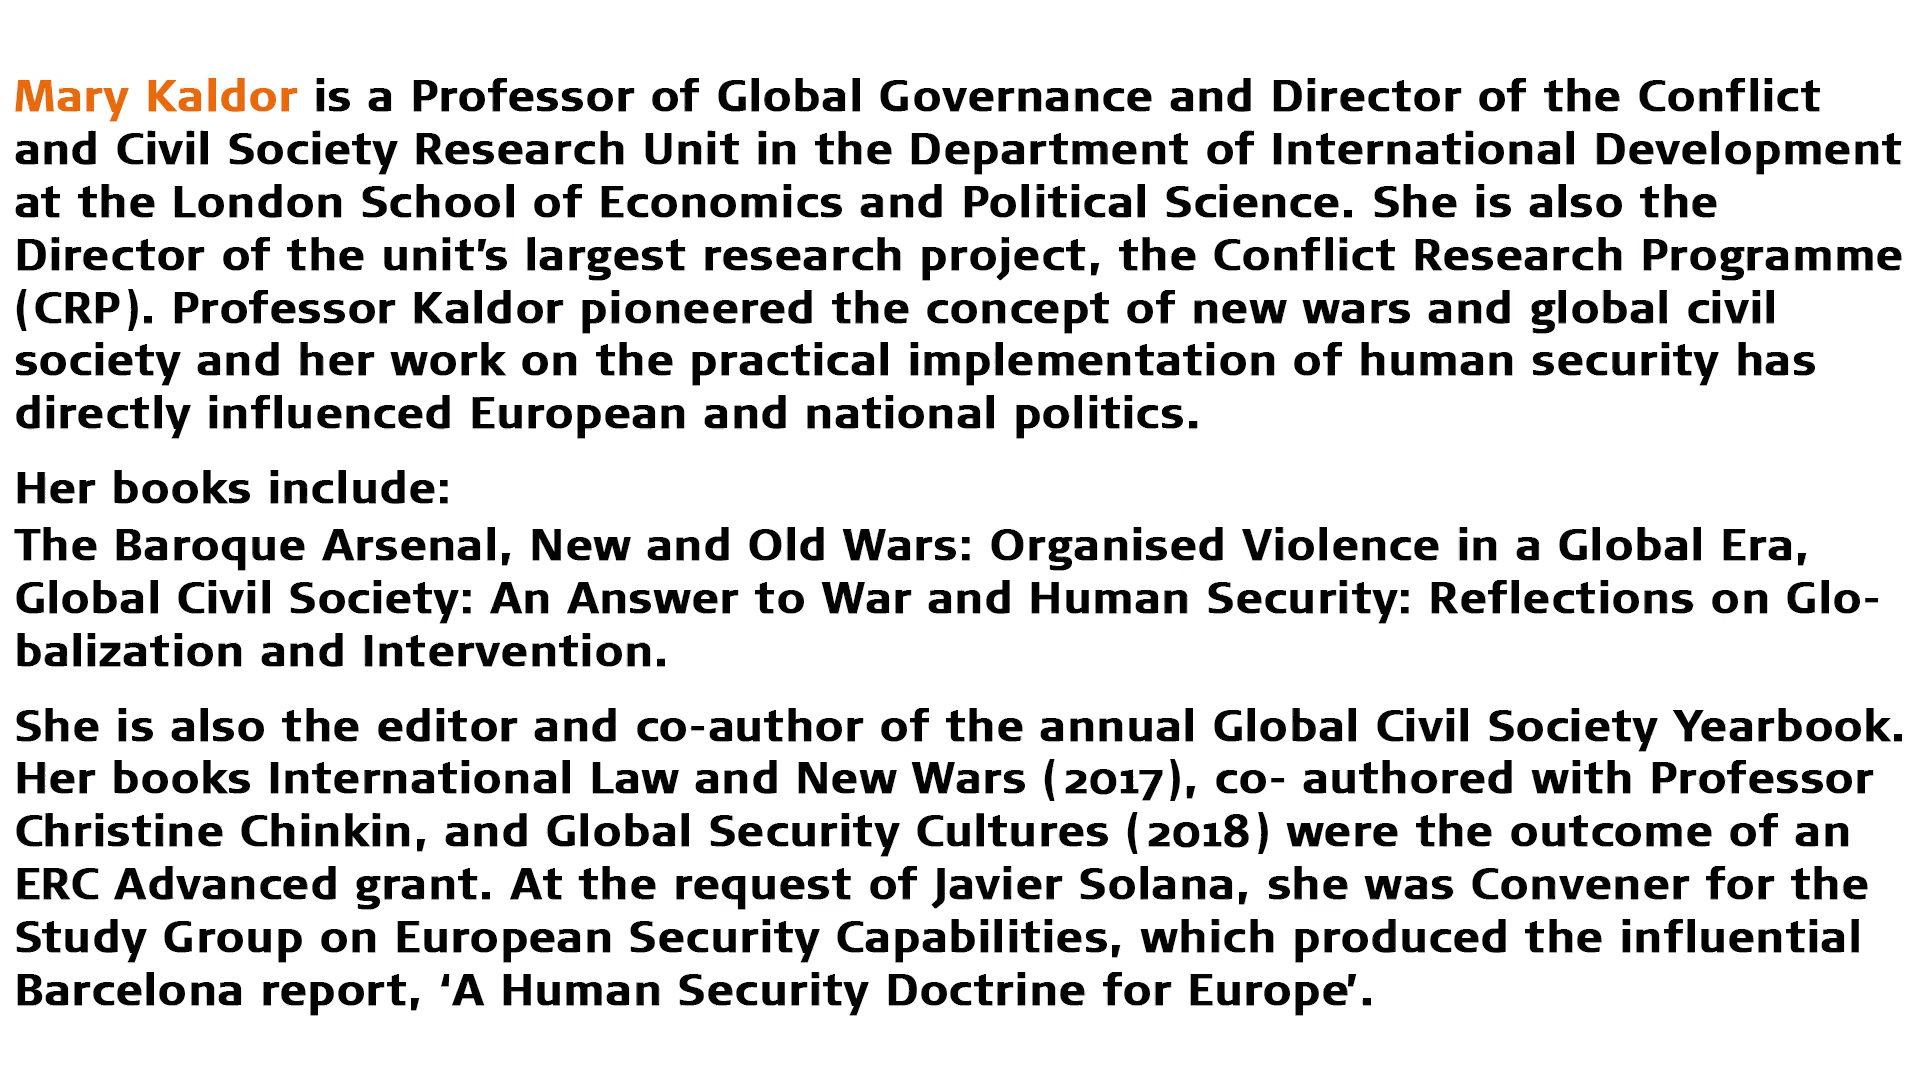 Mary Kaldor is a Professor of Global Governance and Director of the Conflict
and Civil Society Research Unit in the Department of International Development
at the London School of Economics and Political Science. She is also the
Director of the unit’s largest research project, the Conflict Research Programme
(CRP). Professor Kaldor pioneered the concept of new wars and global civil
society and her work on the practical implementation of human security has
directly influenced European and national politics.
Her books include:
The Baroque Arsenal, New and Old Wars: Organised Violence in a Global Era,
Global Civil Society: An Answer to War and Human Security: Reflections on Glo-
balization and Intervention.
She is also the editor and co-author of the annual Global Civil Society Yearbook.
Her books International Law and New Wars (2017), co- authored with Professor
Christine Chinkin, and Global Security Cultures (2018) were the outcome of an
ERC Advanced grant. At the request of Javier Solana, she was Convener for the
Study Group on European Security Capabilities, which produced the influential
Barcelona report, ‘A Human Security Doctrine for Europe’.